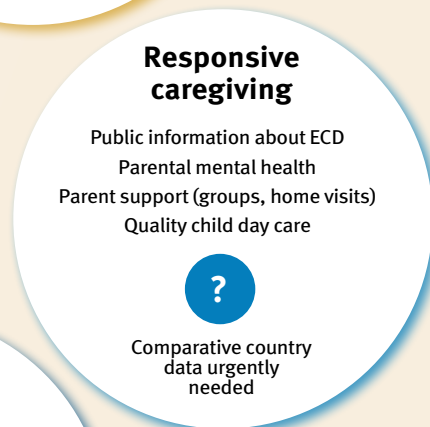 Responsive
caregiving
Public information about ECD
Parental mental health
Parent support (groups, home visits)
Quality child day care
?
Comparative country
data urgently
needed